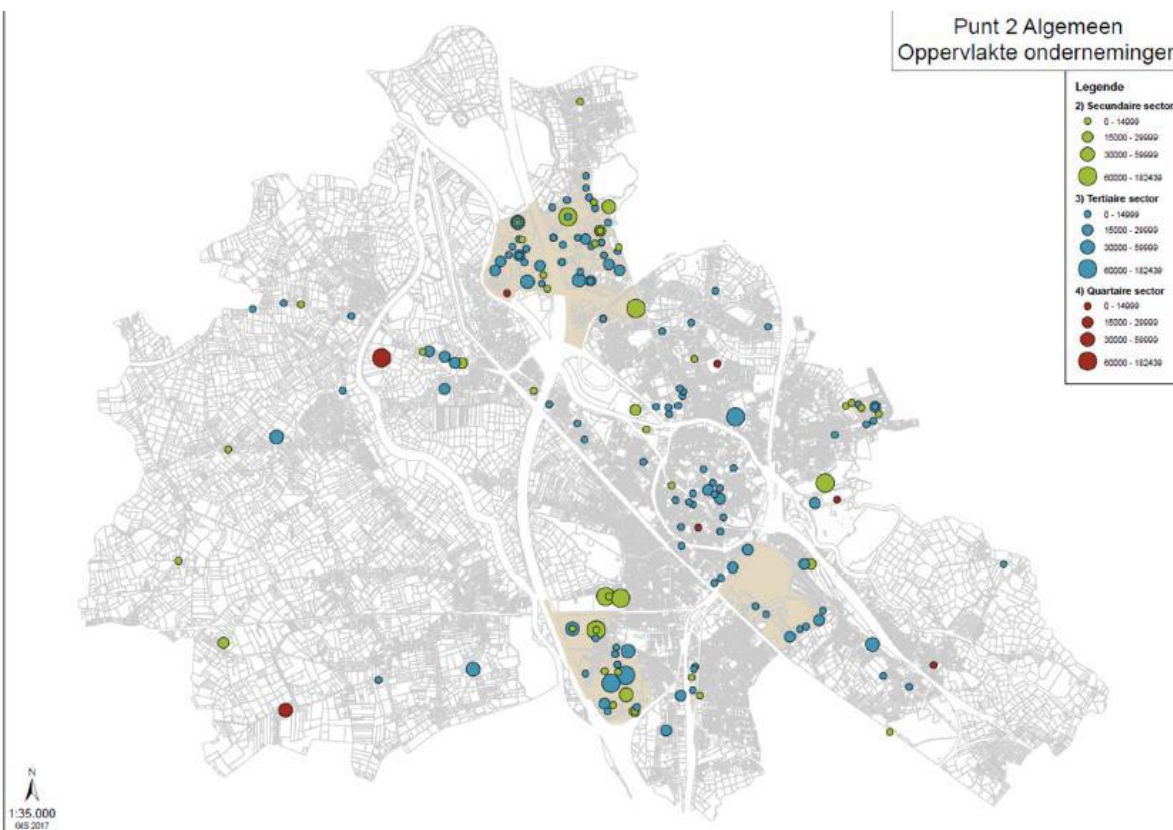 Punt 2 Algemeen
Oppervlakte ondernemingen
Legende
2) Secundaire sector
0 - 14999
15000 - 29999
30000 - 59999
60000 - 182439
3) Tertiaire sector
0 - 14999
15000 - 29999
30000 - 59999
60000 - 182439
4) Quartaire sector
0 - 14999
15000 - 29999
30000 - 59999
60000 - 182439
N
1:35.000
GIS 2017